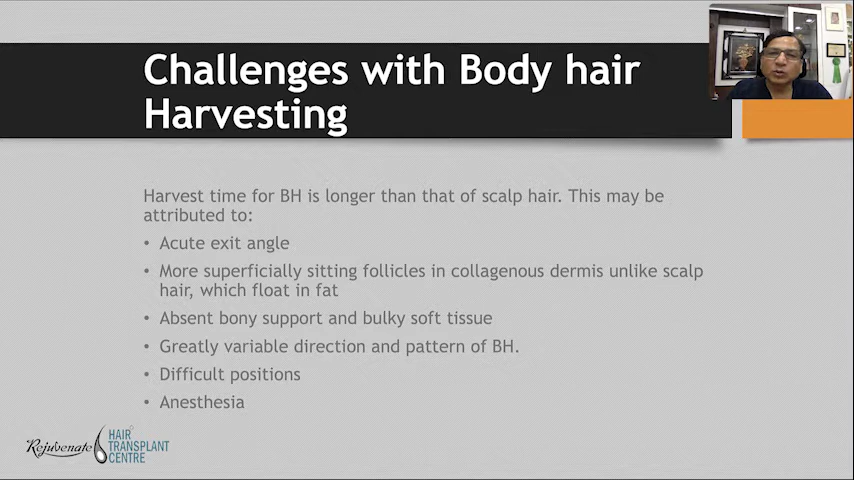 Challenges with Body hair
Harvesting
Harvest time for BH is longer than that of scalp hair. This may be
attributed to:
• Acute exit angle
• More superficially sitting follicles in collagenous dermis unlike scalp
hair, which float in fat
• Absent bony support and bulky soft tissue
• Greatly variable direction and pattern of BH.
• Difficult positions
• Anesthesia
Rejuvenate
HAIR
TRANSPLANT
CENTRE